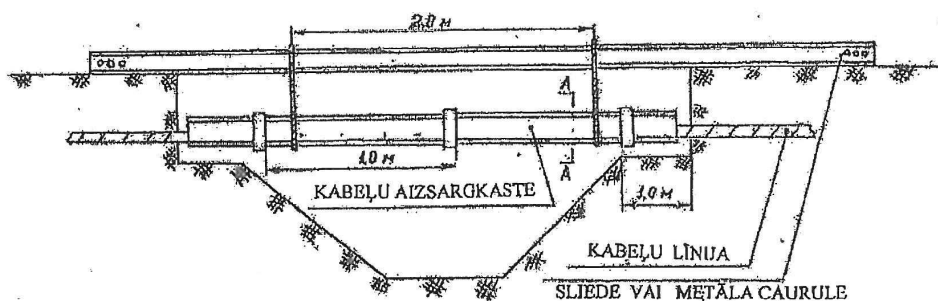 2.0 м
A
1.0 м
A
KABEĻU AIZSARGKASTE
1,0 м
KABEĻU LĪNIJA
SLIEDE VAI METĀLA CAURULE